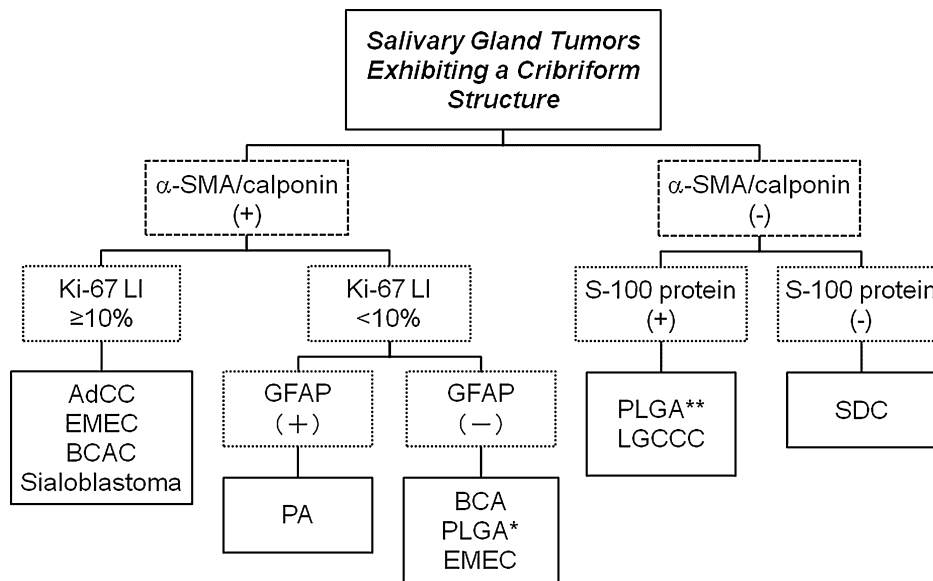 Salivary Gland Tumors
Exhibiting a Cribriform
Structure
α-SMA/calponin
(+)
α-SMA/calponin
(-)
Ki-67 LI
≥10%
Ki-67 LI
<10%
S-100 protein
(+)
S-100 protein
(-)
AdCC
EMEC
BCAC
Sialoblastoma
GFAP
(+)
GFAP
(−)
PLGA**
LGCCC
SDC
PA
BCA
PLGA*
EMEC